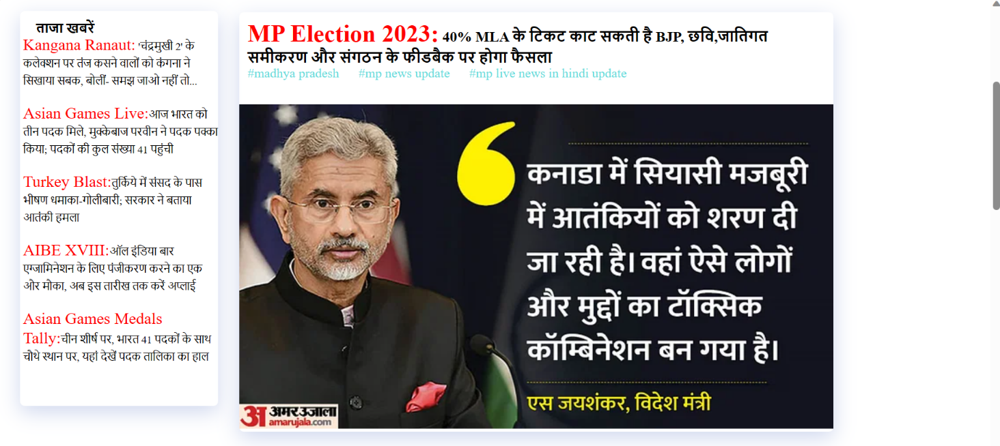 ताजा खबरें
Kangana Ranaut: 'चंद्रमुखी 2' के
कलेक्शन पर तंज कसने वालों को कंगना ने
सिखाया सबक, बोलीं- समझ जाओ नहीं तो...
Asian Games Live:आज भारत को
तीन पदक मिले, मुक्केबाज परवीन ने पदक पक्का
किया; पदकों की कुल संख्या 41 पहुंची
Turkey Blast:तुर्किये में संसद के पास
भीषण धमाका-गोलीबारी; सरकार ने बताया
आतंकी हमला
AIBE XVIII:ऑल इंडिया बार
एग्जामिनेशन के लिए पंजीकरण करने का एक
और मौका, अब इस तारीख तक करें अप्लाई
Asian Games Medals
Tally:चीन शीर्ष पर, भारत 41 पदकों के साथ
चौथे स्थान पर, यहां देखें पदक तालिका का हाल
MP Election 2023: 40% MLA के टिकट काट सकती है BJP, छवि,जातिगत
समीकरण और संगठन के फीडबैक पर होगा फैसला
#madhya pradesh #mp news update #mp live news in hindi update
कनाडा में सियासी मजबूरी
में आतंकियों को शरण दी
जा रही है। वहां ऐसे लोगों
और मुद्दों का टॉक्सिक
कॉम्बिनेशन बन गया है।
एस जयशंकर, विदेश मंत्री
अ अमर उजाला
amarujala.com